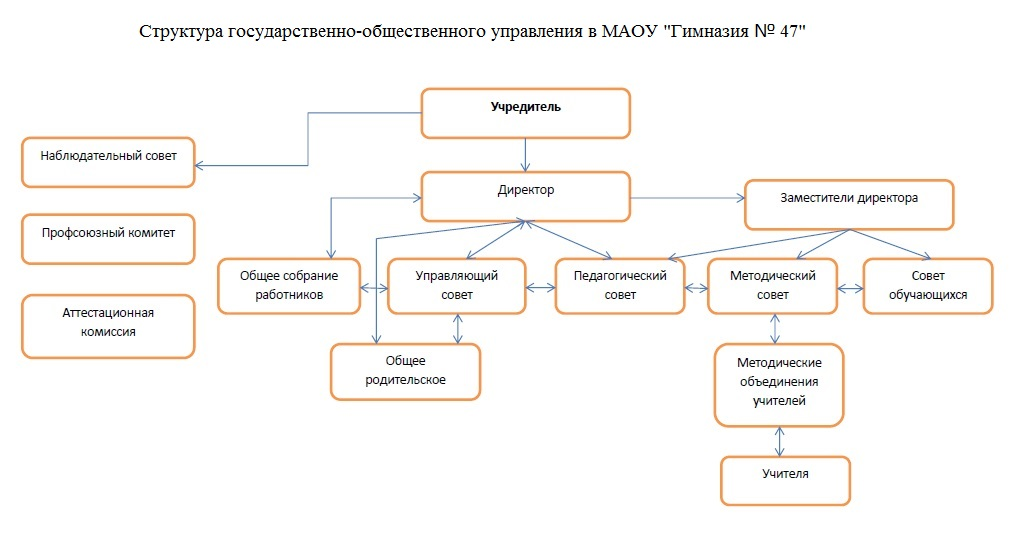 Структура государственно-общественного управления в МАОУ "Гимназия № 47"
Учредитель
Наблюдательный совет
Директор
Заместители директора
Профсоюзный комитет
Общее собрание
работников
Управляющий
совет
Педагогический
совет
Методический
совет
Совет
обучающихся
Аттестационная
комиссия
Общее
родительское
Методические
объединения
учителей
Учителя